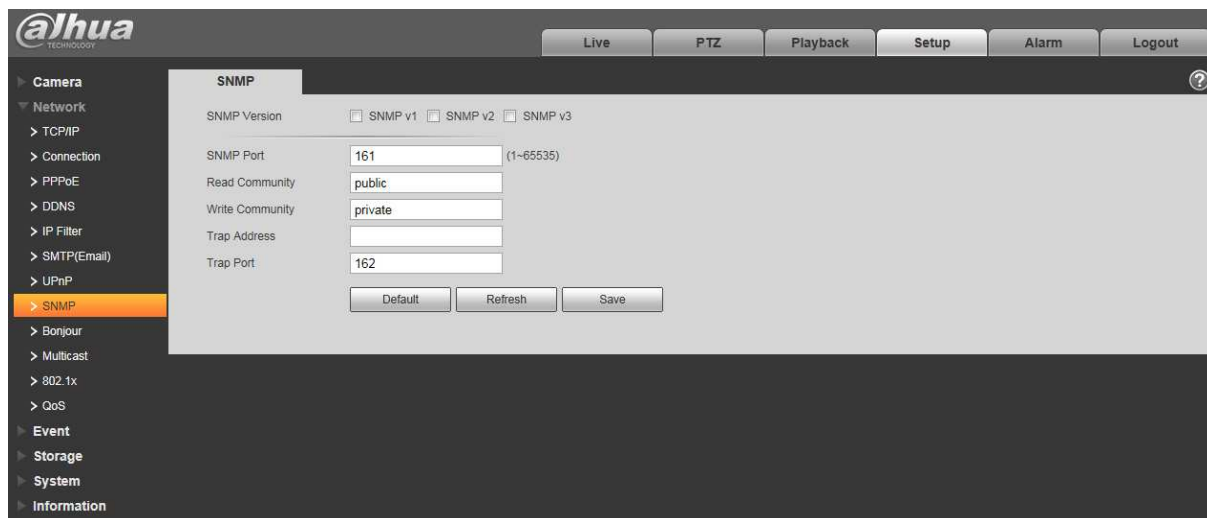 alhua
TECHNOLOGY
Live PTZ Playback Setup Alarm Logout
Camera
Network
> TCP/IP
> Connection
> PPPoE
> DDNS
> IP Filter
> SMTP(Email)
> UPnP
> SNMP
> Bonjour
> Multicast
> 802.1x
> QoS
Event
Storage
System
Information
SNMP
?
SNMP Version SNMP v1 SNMP v2 SNMP v3
SNMP Port 161 (1~65535)
Read Community public
Write Community private
Trap Address
Trap Port 162
Default Refresh Save